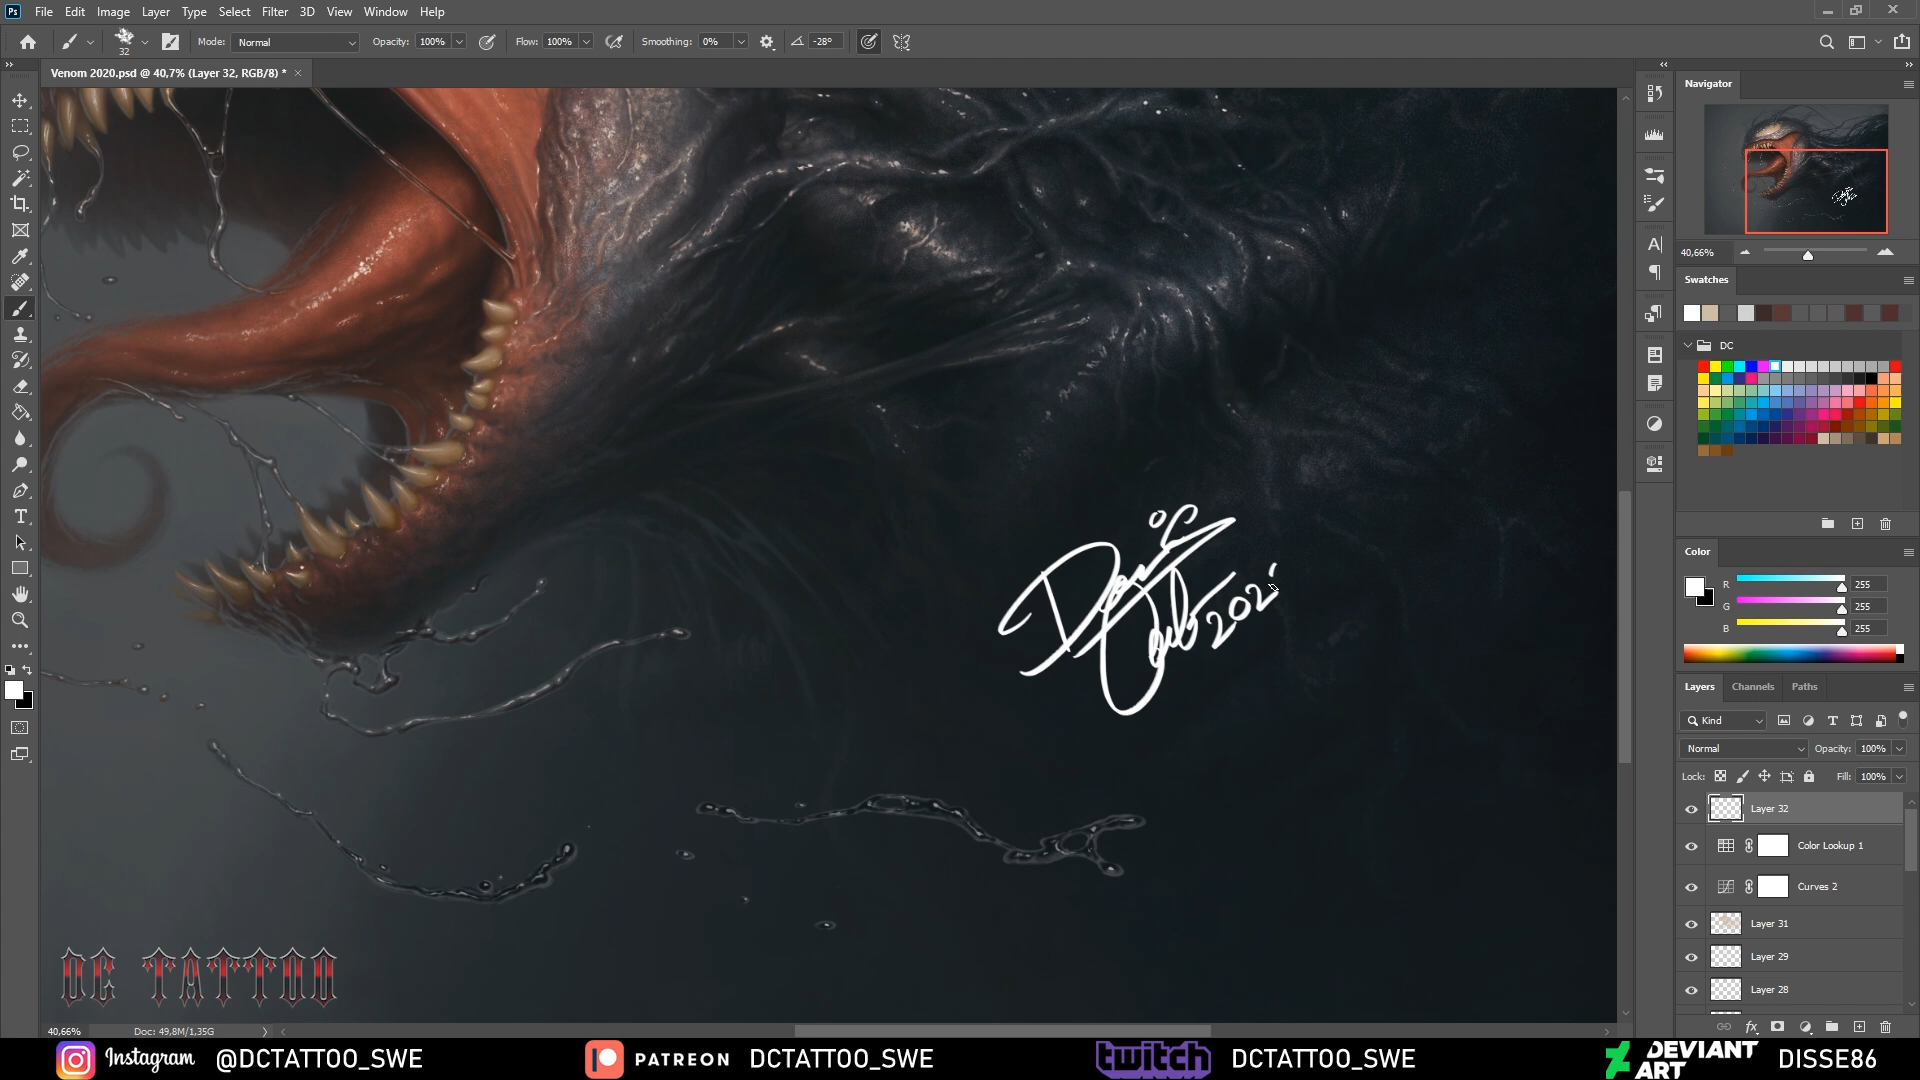 Ps File Edit Image Layer Type Select Filter 3D View Window Help
32 Mode: Normal Opacity: 100% Flow: 100% Smoothing: 0% -28°
Venom 2020.psd @ 40,7% (Layer 32, RGB/8) * ×
Navigator
40,66%
Swatches
DC
Color
R 255
G 255
B 255
Layers Channels Paths
Kind
Normal Opacity: 100%
Lock: Fill: 100%
Layer 32
Color Lookup 1
Curves 2
Layer 31
Layer 29
Layer 28
202
DC TATTOO
40,66% Doc: 49,8M/1,35G
Instagram @DCTATTOO_SWE PATREON DCTATTOO_SWE twitch DCTATTOO_SWE DEVIANT ART DISSE86